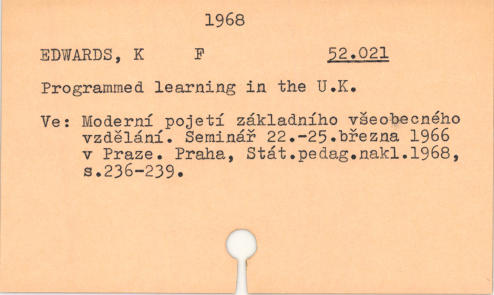 1968
EDWARDS, K F 52.021
Programmed learning in the U.K.
Ve: Moderní pojetí základního všeobecného
vzdělání. Seminář 22.-25.března 1966
v Praze. Praha, Stát.pedag.nakl.1968,
s.236-239.